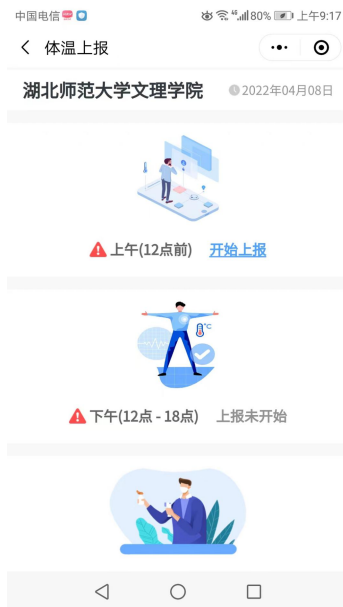 中国电信 80% 上午9:17
体温上报
湖北师范大学文理学院 2022年04月08日
上午(12点前) 开始上报
°C
下午(12点 - 18点) 上报未开始